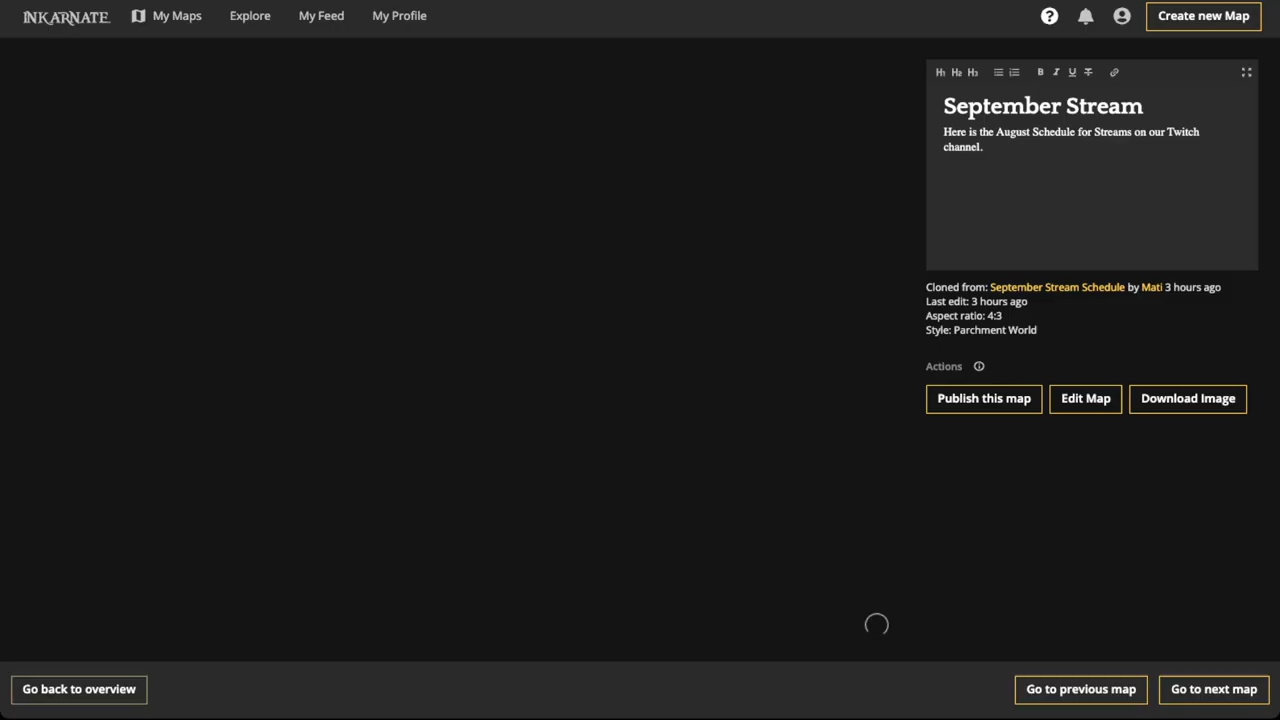 INKARNATE My Maps Explore My Feed My Profile ? Create new Map
H1 H2 H3 B I U T
September Stream
Here is the August Schedule for Streams on our Twitch
channel.
Cloned from: September Stream Schedule by Mati 3 hours ago
Last edit: 3 hours ago
Aspect ratio: 4:3
Style: Parchment World
Actions
Publish this map Edit Map Download Image
Go back to overview Go to previous map Go to next map